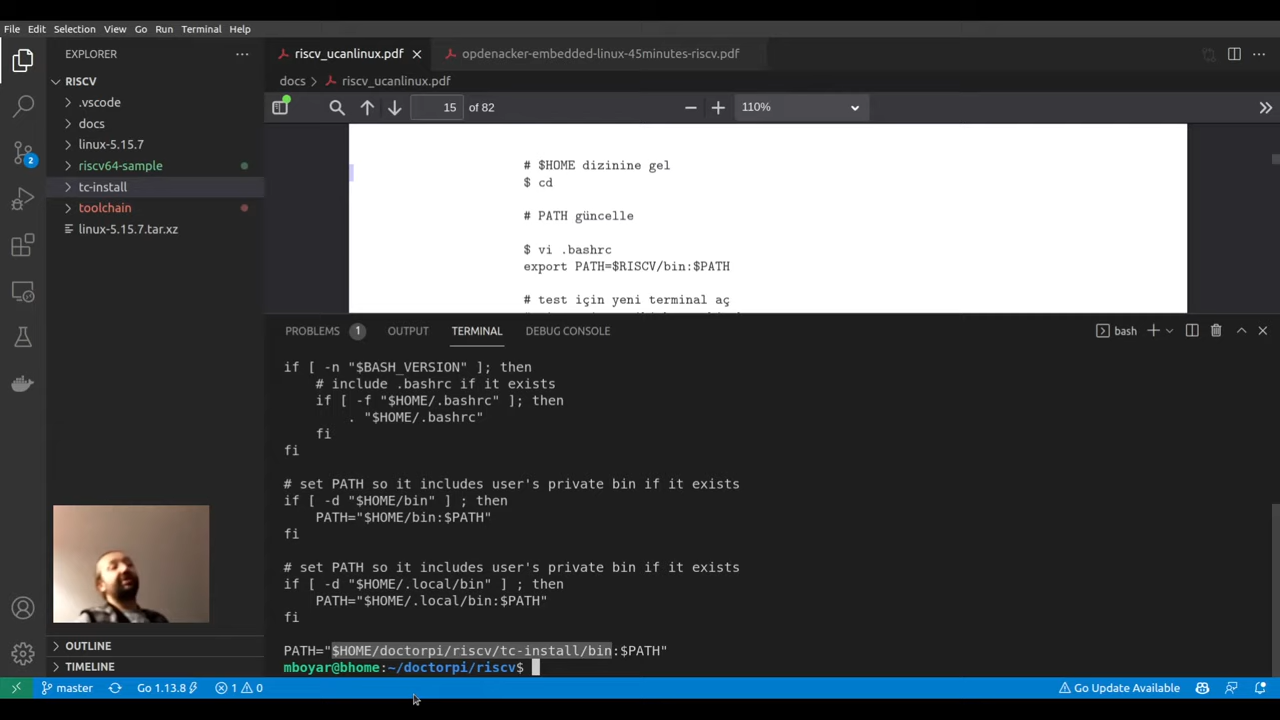 File Edit Selection View Go Run Terminal Help
EXPLORER
RISCV
.vscode
docs
linux-5.15.7
riscv64-sample
tc-install
toolchain
linux-5.15.7.tar.xz
OUTLINE
TIMELINE
2
riscv_ucanlinux.pdf
opdenacker-embedded-linux-45minutes-riscv.pdf
docs > riscv_ucanlinux.pdf
15 of 82
110%
# $HOME dizinine gel
$ cd
# PATH güncelle
$ vi .bashrc
export PATH=$RISCV/bin:$PATH
# test için yeni terminal aç
PROBLEMS 1 OUTPUT TERMINAL DEBUG CONSOLE
bash
if [ -n "$BASH_VERSION" ]; then
# include .bashrc if it exists
if [ -f "$HOME/.bashrc" ]; then
. "$HOME/.bashrc"
fi
fi
# set PATH so it includes user's private bin if it exists
if [ -d "$HOME/bin" ] ; then
PATH="$HOME/bin:$PATH"
fi
# set PATH so it includes user's private bin if it exists
if [ -d "$HOME/.local/bin" ] ; then
PATH="$HOME/.local/bin:$PATH"
fi
PATH="$HOME/doctorpi/riscv/tc-install/bin:$PATH"
mboyar@bhome:~/doctorpi/riscv$
master Go 1.13.8 1 0 Go Update Available